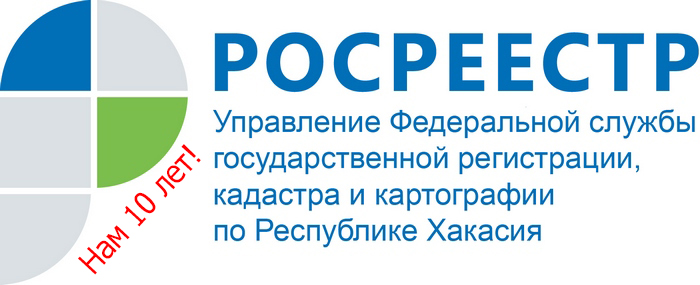 РОСРЕЕСТР
Управление Федеральной службы
государственной регистрации,
кадастра и картографии
по Республике Хакасия
Нам 10 лет!